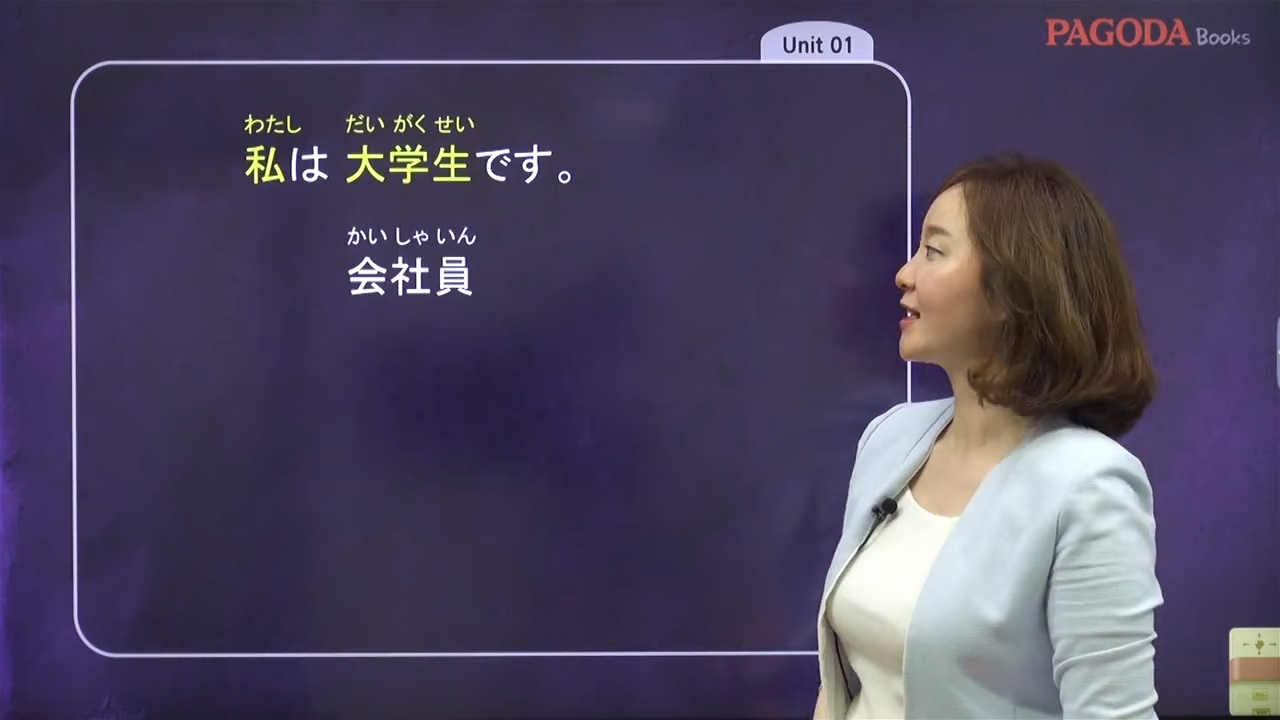 Unit 01
PAGODA Books
わたし だい がく せい
私は 大学生です。
かい しゃ いん
会社員